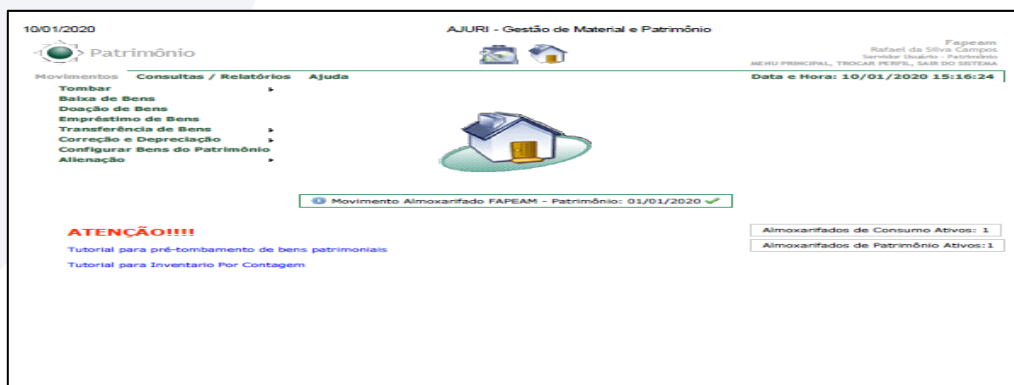 10/01/2020
AJURI - Gestão de Material e Patrimônio
Patrimônio
Fapeam
Rafael da Silva Campos
Servidor Usuário - Patrimônio
MENU PRINCIPAL, TROCAR PERFIL, SAIR DO SISTEMA
Movimentos Consultas / Relatórios Ajuda
Data e Hora: 10/01/2020 15:16:24
Tombar
Baixa de Bens
Doação de Bens
Empréstimo de Bens
Transferência de Bens
Correção e Depreciação
Configurar Bens do Patrimônio
Alienação
Movimento Almoxarifado FAPEAM - Patrimônio: 01/01/2020
ATENÇÃO!!!!
Tutorial para pré-tombamento de bens patrimoniais
Tutorial para Inventario Por Contagem
Almoxarifados de Consumo Ativos: 1
Almoxarifados de Patrimônio Ativos:1